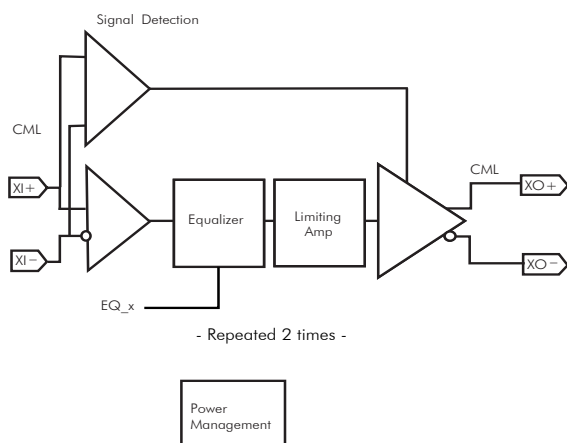 Signal Detection
CML
XI+
XI-
Equalizer
Limiting
Amp
CML
XO+
XO-
EQ_x
- Repeated 2 times -
Power
Management